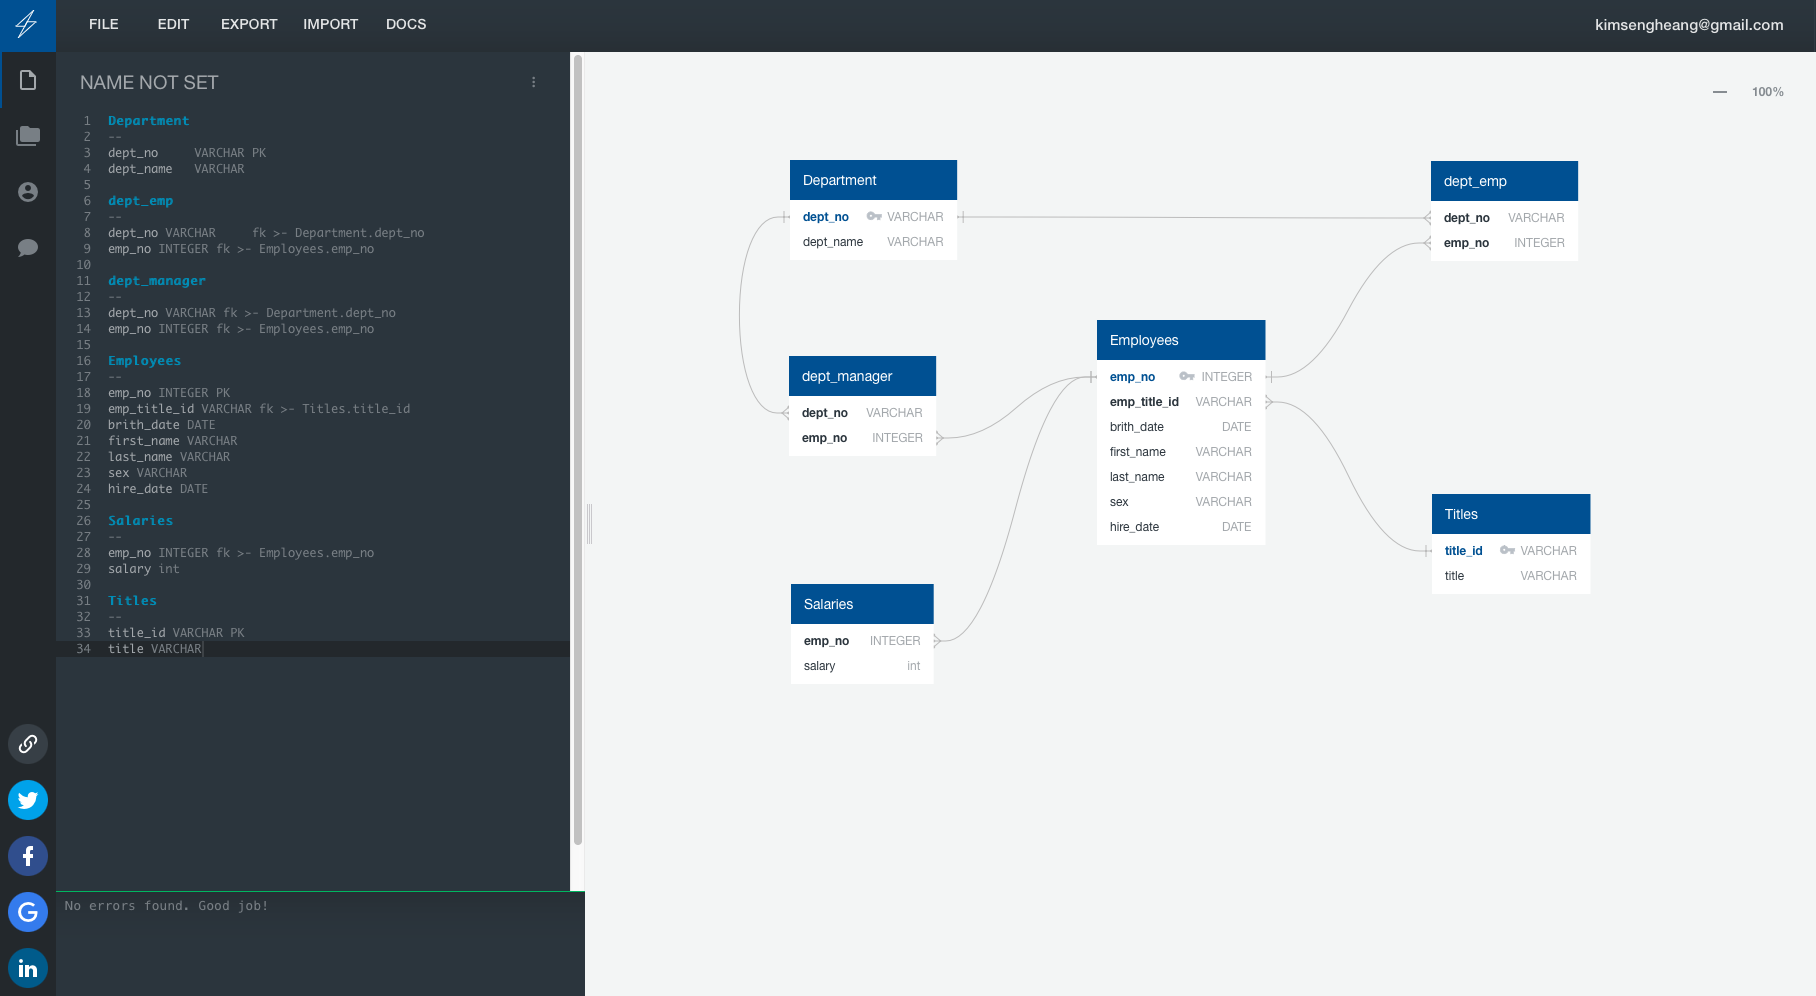 FILE EDIT EXPORT IMPORT DOCS kimsengheang@gmail.com
NAME NOT SET
1 Department
2 --
3 dept_no VARCHAR PK
4 dept_name VARCHAR
5
6 dept_emp
7 --
8 dept_no VARCHAR fk >- Department.dept_no
9 emp_no INTEGER fk >- Employees.emp_no
10
11 dept_manager
12 --
13 dept_no VARCHAR fk >- Department.dept_no
14 emp_no INTEGER fk >- Employees.emp_no
15
16 Employees
17 --
18 emp_no INTEGER PK
19 emp_title_id VARCHAR fk >- Titles.title_id
20 brith_date DATE
21 first_name VARCHAR
22 last_name VARCHAR
23 sex VARCHAR
24 hire_date DATE
25
26 Salaries
27 --
28 emp_no INTEGER fk >- Employees.emp_no
29 salary int
30
31 Titles
32 --
33 title_id VARCHAR PK
34 title VARCHAR
No errors found. Good job!
100%
Department
dept_no VARCHAR
dept_name VARCHAR
dept_emp
dept_no VARCHAR
emp_no INTEGER
dept_manager
dept_no VARCHAR
emp_no INTEGER
Employees
emp_no INTEGER
emp_title_id VARCHAR
brith_date DATE
first_name VARCHAR
last_name VARCHAR
sex VARCHAR
hire_date DATE
Titles
title_id VARCHAR
title VARCHAR
Salaries
emp_no INTEGER
salary int